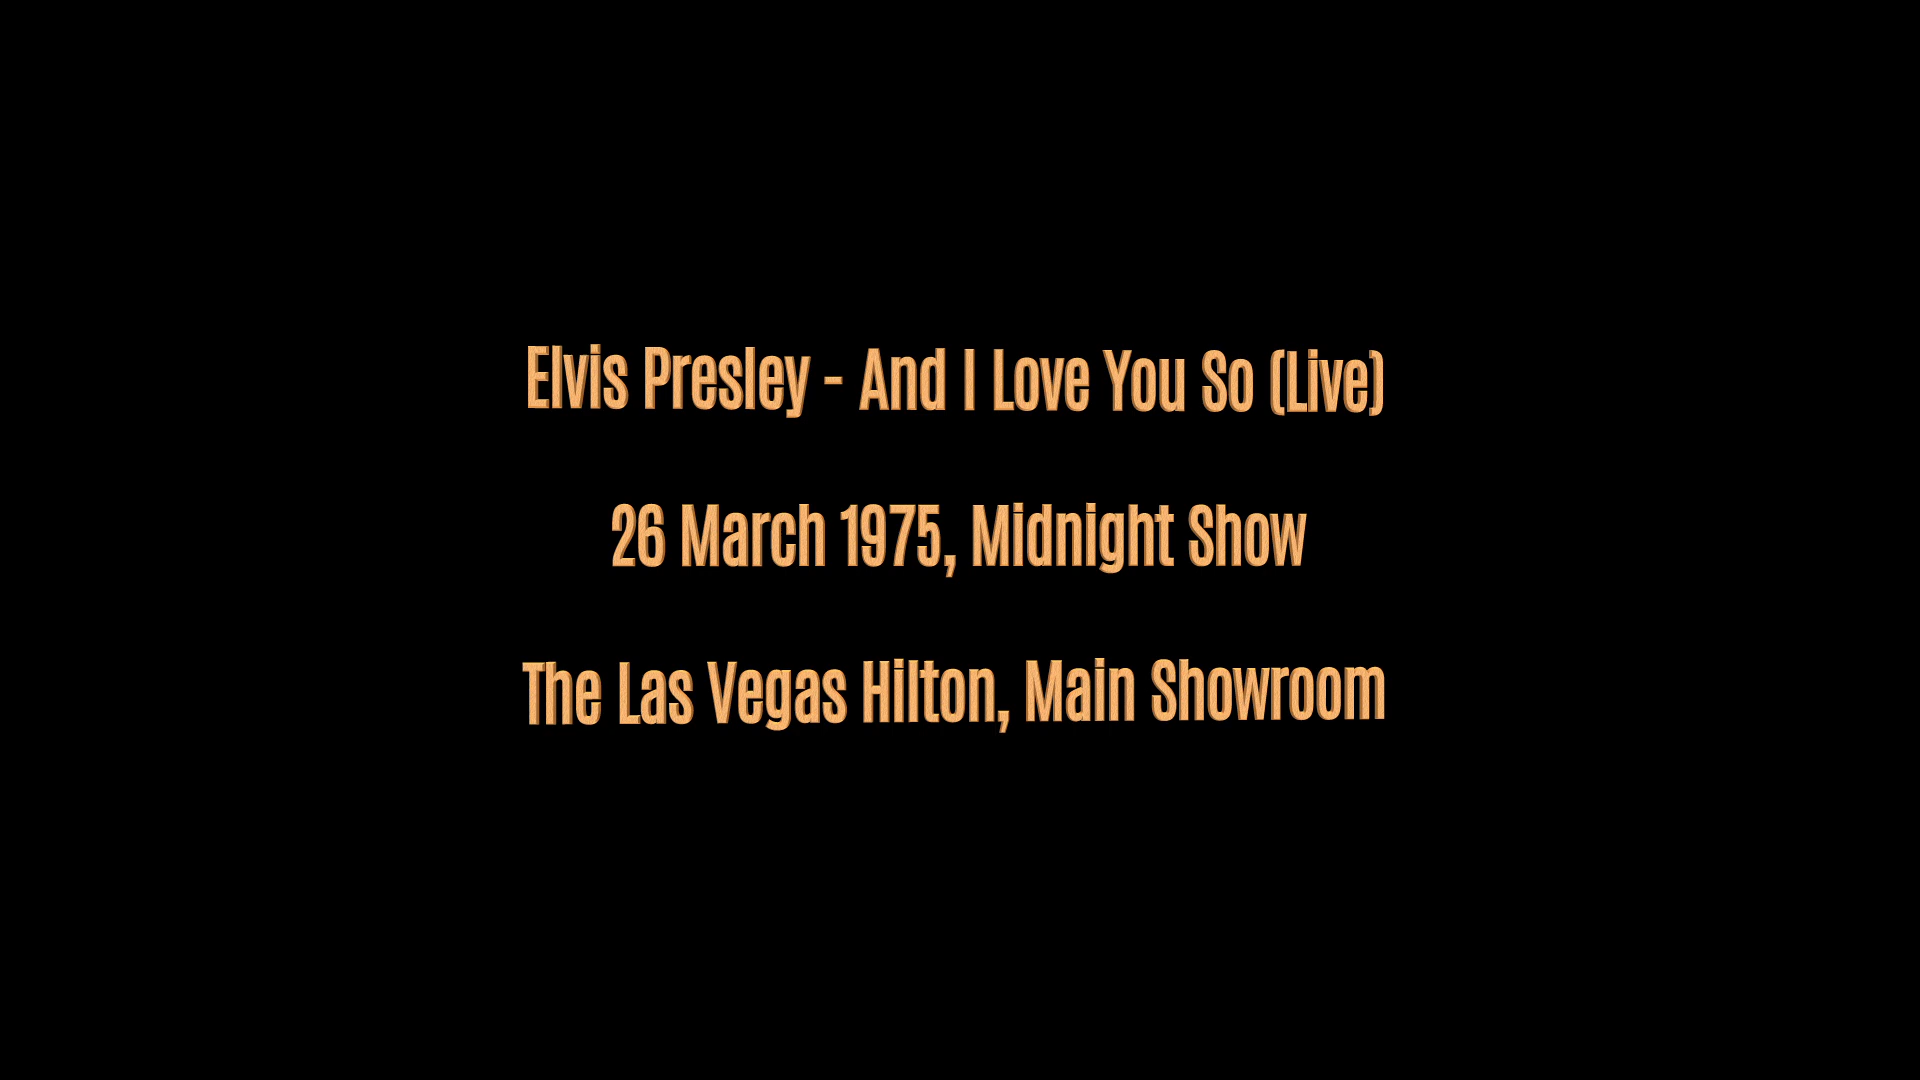 Elvis Presley - And I Love You So (Live)
26 March 1975, Midnight Show
The Las Vegas Hilton, Main Showroom